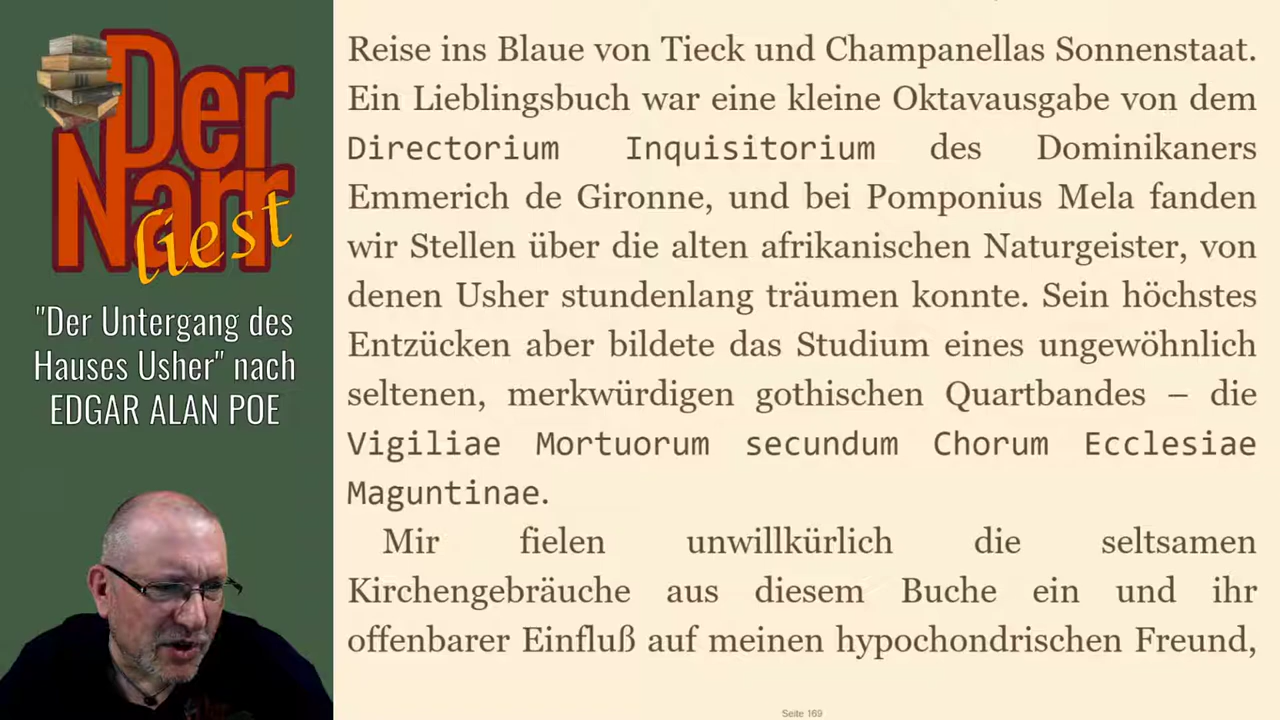 Der
Narr
liest
"Der Untergang des
Hauses Usher" nach
EDGAR ALAN POE
Reise ins Blaue von Tieck und Champanellas Sonnenstaat.
Ein Lieblingsbuch war eine kleine Oktavausgabe von dem
Directorium Inquisitorium des Dominikaners
Emmerich de Gironne, und bei Pomponius Mela fanden
wir Stellen über die alten afrikanischen Naturgeister, von
denen Usher stundenlang träumen konnte. Sein höchstes
Entzücken aber bildete das Studium eines ungewöhnlich
seltenen, merkwürdigen gothischen Quartbandes – die
Vigiliae Mortuorum secundum Chorum Ecclesiae
Maguntinae.
Mir fielen unwillkürlich die seltsamen
Kirchengebräuche aus diesem Buche ein und ihr
offenbarer Einfluß auf meinen hypochondrischen Freund,
Seite 169